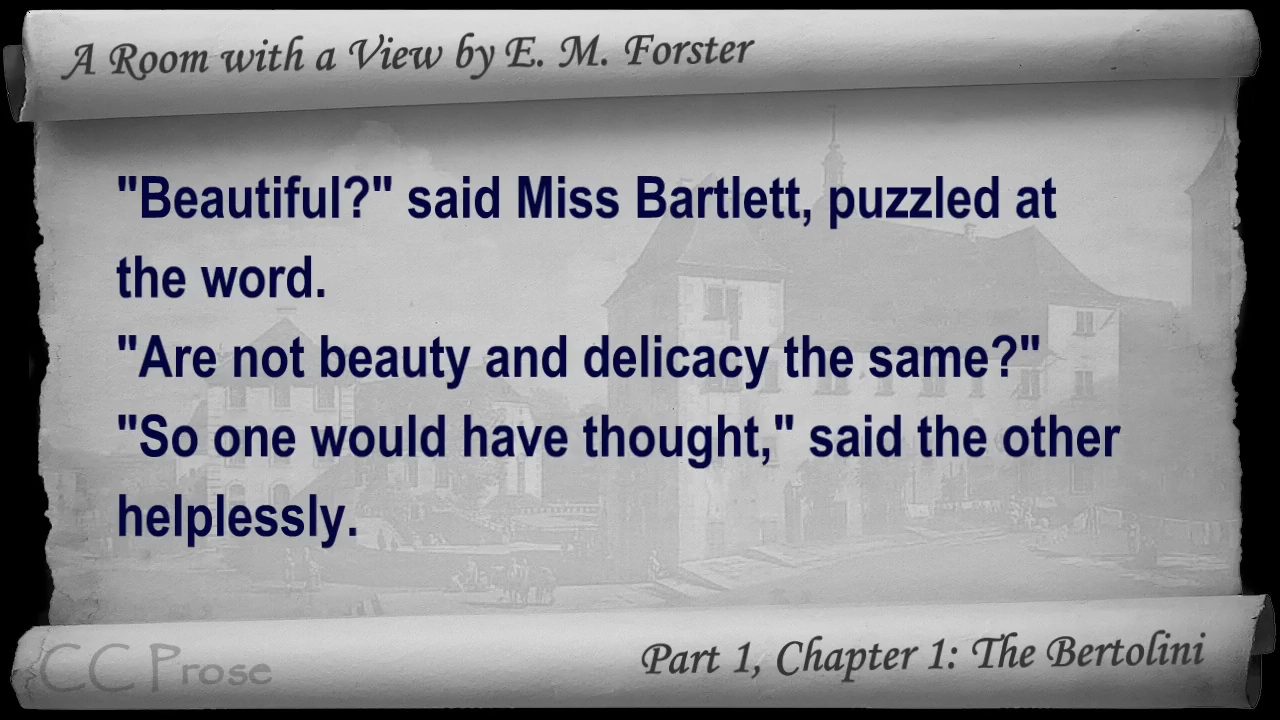 A Room with a View by E. M. Forster
"Beautiful?" said Miss Bartlett, puzzled at
the word.
"Are not beauty and delicacy the same?"
"So one would have thought," said the other
helplessly.
CC Prose
Part 1, Chapter 1: The Bertolini